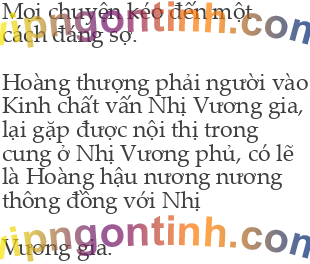 Mọi chuyện kéo đến một
cách đáng sợ.
Hoàng thượng phải người vào
Kinh chất vấn Nhị Vương gia,
lại gặp được nội thị trong
cung ở Nhị Vương phủ, có lẽ
là Hoàng hậu nương nương
thông đồng với Nhị
Vương gia.
vipngontinh.com
vipngontinh.com